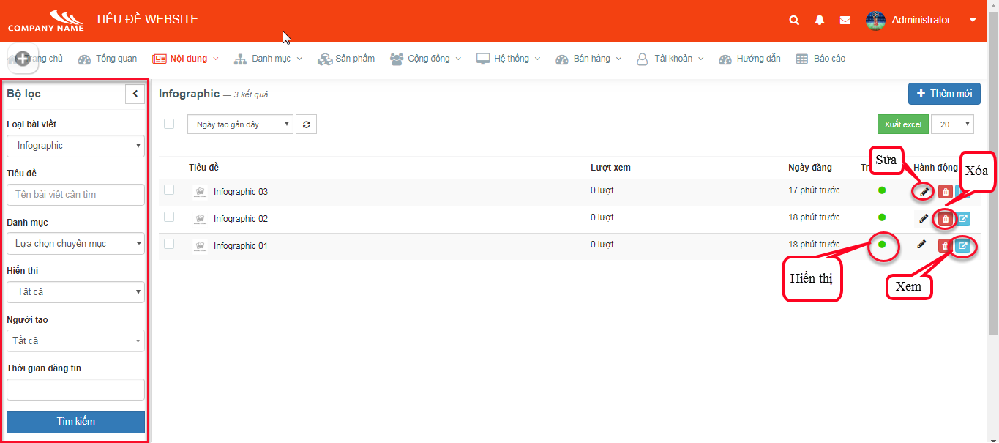 COMPANY NAME
TIÊU ĐỀ WEBSITE
Administrator
ang chủ
Tổng quan
Nội dung
Danh mục
Sản phẩm
Cộng đồng
Hệ thống
Bán hàng
Tài khoản
Hướng dẫn
Báo cáo
Bộ lọc
Loại bài viết
Infographic
Tiêu đề
Tên bài viết cần tìm
Danh mục
Lựa chọn chuyên mục
Hiển thị
Tất cả
Người tạo
Tất cả
Thời gian đăng tin
Tìm kiếm
Infographic — 3 kết quả
Thêm mới
Ngày tạo gần đây
Xuất excel
20
Tiêu đề
Lượt xem
Ngày đăng
Tr
Hành động
Sửa
Xóa
Infographic 03
0 lượt
17 phút trước
Infographic 02
0 lượt
18 phút trước
Infographic 01
0 lượt
18 phút trước
Hiển thị
Xem